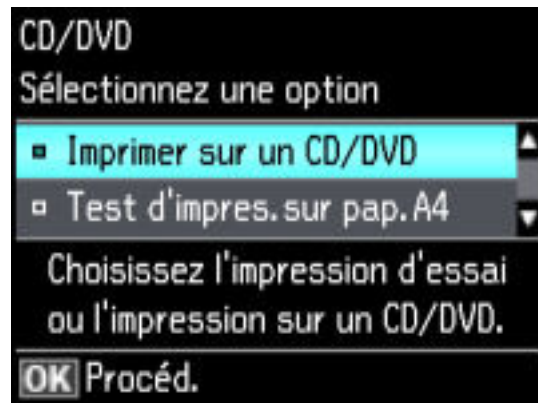 CD/DVD
Sélectionnez une option
Imprimer sur un CD/DVD
Test d'impres.sur pap.A4
Choisissez l'impression d'essai
ou l'impression sur un CD/DVD.
OK Procéd.